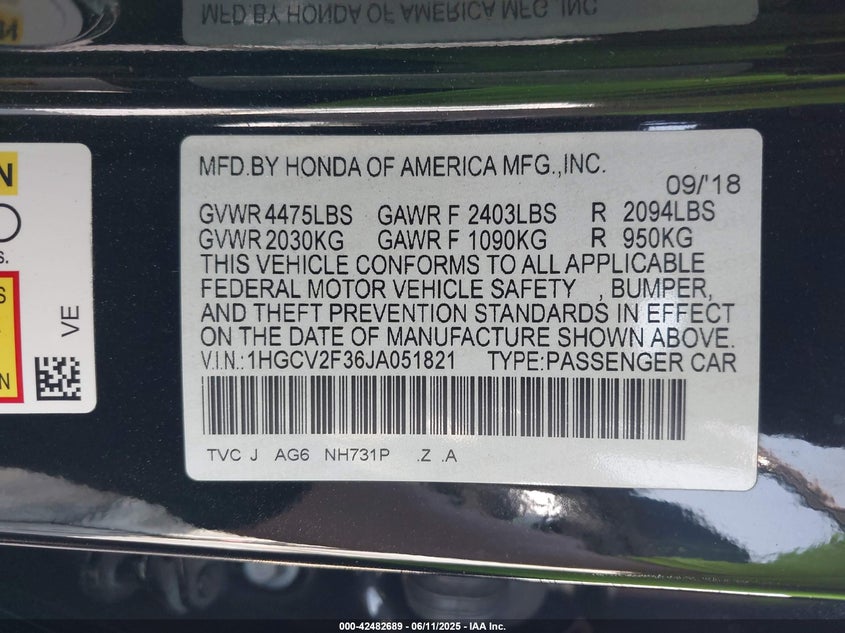 MFD.BY HONDA OF AMERICA MFG.,INC.
MFD.BY HONDA OF AMERICA MFG.,INC.
09/'18
GVWR 4475LBS GAWR F 2403LBS R 2094LBS
GVWR 2030KG GAWR F 1090KG R 950KG
THIS VEHICLE CONFORMS TO ALL APPLICABLE
FEDERAL MOTOR VEHICLE SAFETY , BUMPER,
AND THEFT PREVENTION STANDARDS IN EFFECT
ON THE DATE OF MANUFACTURE SHOWN ABOVE.
V.I.N.:1HGCV2F36JA051821 TYPE:PASSENGER CAR
TVC J AG6 NH731P .Z .A
VE
000-42482689 - 06/11/2025 - IAA Inc.